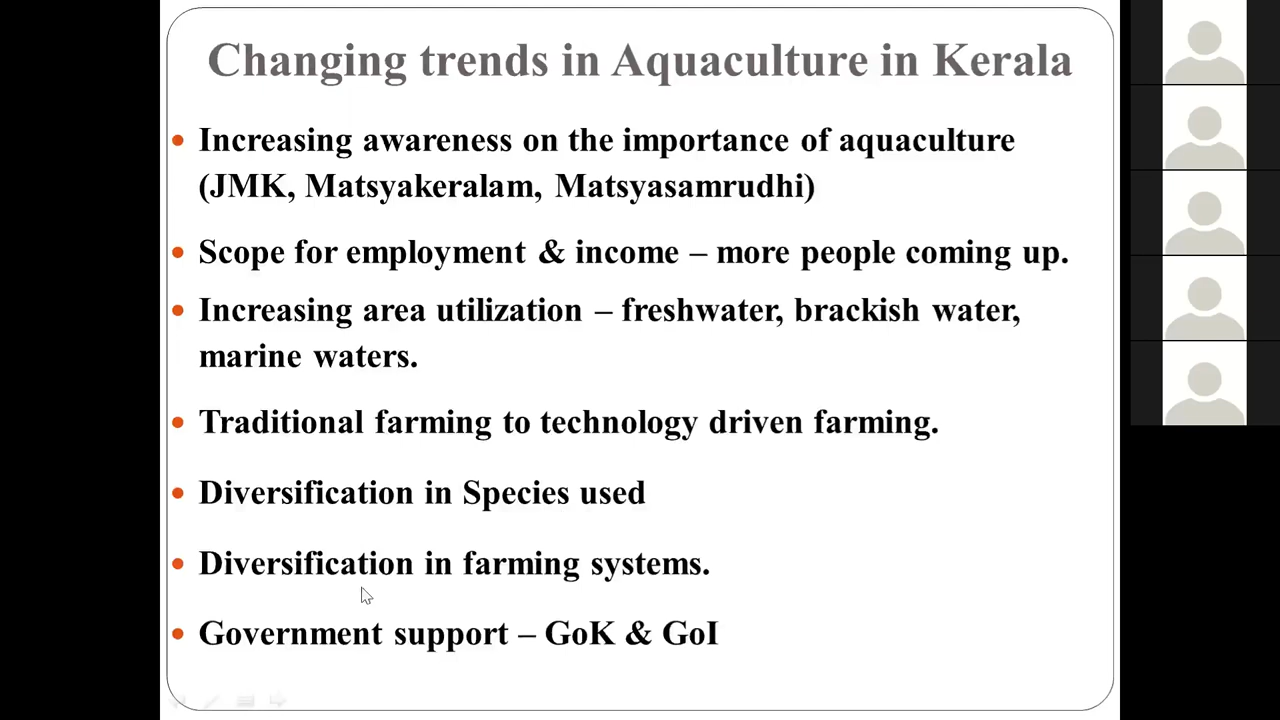 Changing trends in Aquaculture in Kerala
• Increasing awareness on the importance of aquaculture
(JMK, Matsyakeralam, Matsyasamrudhi)
• Scope for employment & income – more people coming up.
• Increasing area utilization – freshwater, brackish water,
marine waters.
• Traditional farming to technology driven farming.
• Diversification in Species used
• Diversification in farming systems.
• Government support – GoK & GoI